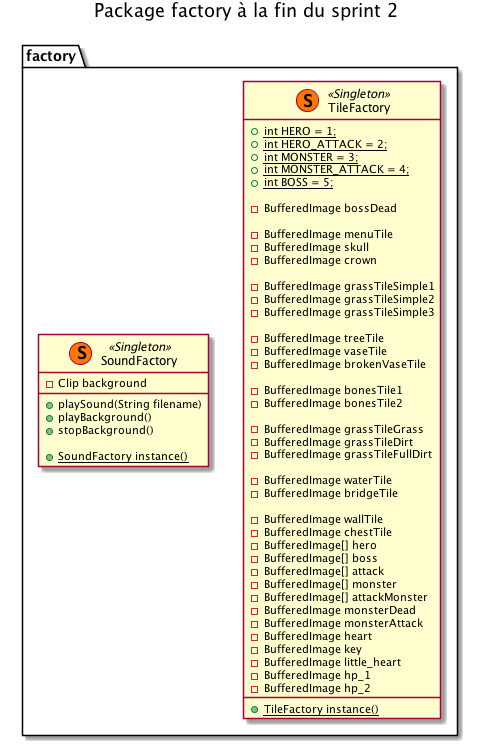 Package factory à la fin du sprint 2
factory
S
«Singleton»
SoundFactory
Clip background
playSound(String filename)
playBackground()
stopBackground()
SoundFactory instance()
S
«Singleton»
TileFactory
int HERO = 1;
int HERO_ATTACK = 2;
int MONSTER = 3;
int MONSTER_ATTACK = 4;
int BOSS = 5;
BufferedImage bossDead
BufferedImage menuTile
BufferedImage skull
BufferedImage crown
BufferedImage grassTileSimple1
BufferedImage grassTileSimple2
BufferedImage grassTileSimple3
BufferedImage treeTile
BufferedImage vaseTile
BufferedImage brokenVaseTile
BufferedImage bonesTile1
BufferedImage bonesTile2
BufferedImage grassTileGrass
BufferedImage grassTileDirt
BufferedImage grassTileFullDirt
BufferedImage waterTile
BufferedImage bridgeTile
BufferedImage wallTile
BufferedImage chestTile
BufferedImage[] hero
BufferedImage[] boss
BufferedImage[] attack
BufferedImage[] monster
BufferedImage[] attackMonster
BufferedImage monsterDead
BufferedImage monsterAttack
BufferedImage heart
BufferedImage key
BufferedImage little_heart
BufferedImage hp_1
BufferedImage hp_2
TileFactory instance()